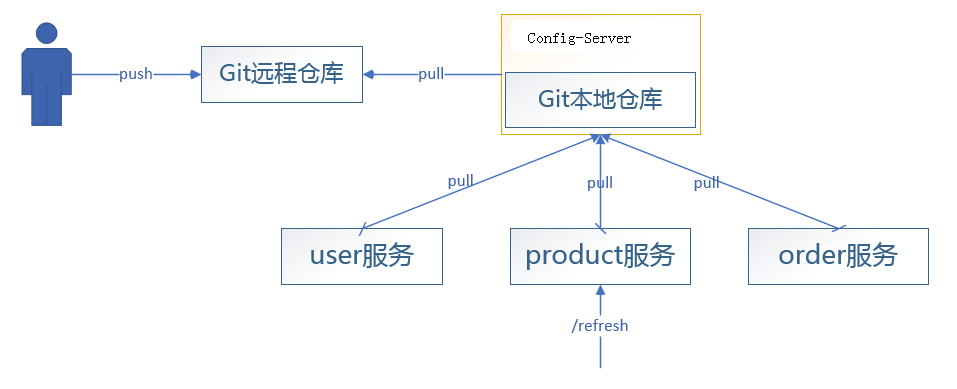 Config-Server
push
Git远程仓库
pull
Git本地仓库
pull
pull
pull
user服务
product服务
order服务
/refresh